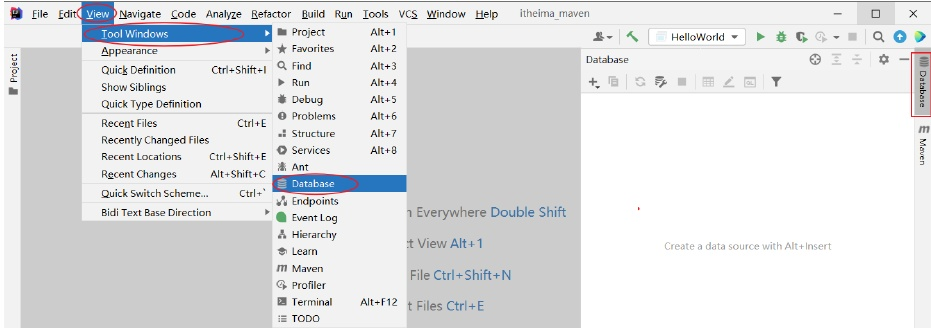 File Edit View Navigate Code Analyze Refactor Build Run Tools VCS Window Help itheima_maven
HelloWorld
Project
Tool Windows
Appearance
Quick Definition Ctrl+Shift+I
Show Siblings
Quick Type Definition
Recent Files Ctrl+E
Recently Changed Files
Recent Locations Ctrl+Shift+E
Recent Changes Alt+Shift+C
Quick Switch Scheme... Ctrl+`
Bidi Text Base Direction
Project Alt+1
Favorites Alt+2
Find Alt+3
Run Alt+4
Debug Alt+5
Problems Alt+6
Structure Alt+7
Services Alt+8
Ant
Database
Endpoints
Event Log
Hierarchy
Learn
Maven
Profiler
Terminal Alt+F12
TODO
Everywhere Double Shift
Alt+1
File Ctrl+Shift+N
Files Ctrl+E
Database
Create a data source with Alt+Insert
Database
Maven